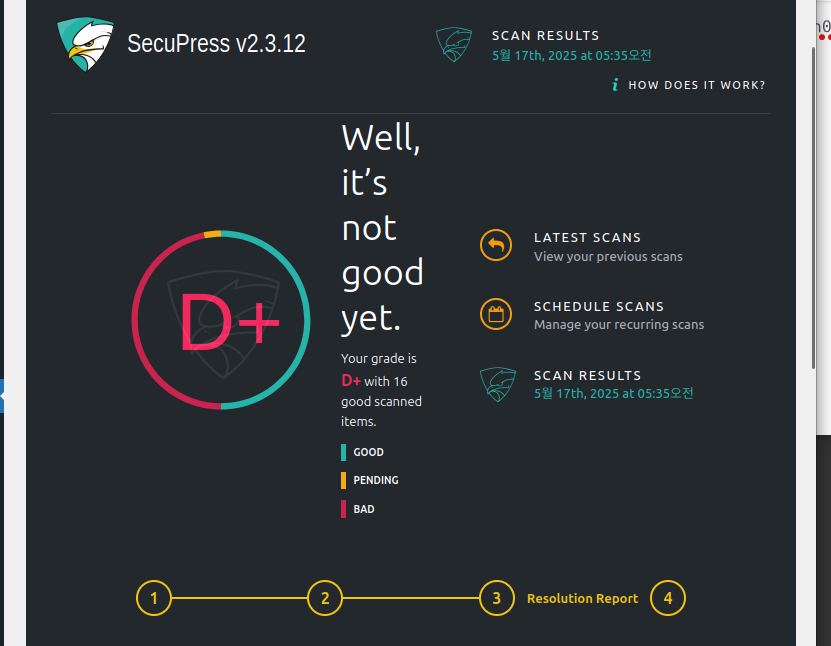 SecuPress v2.3.12
SCAN RESULTS
5월 17th, 2025 at 05:35오전
i HOW DOES IT WORK?
Well,
it’s
not
good
yet.
D+
Your grade is
D+ with 16
good scanned
items.
GOOD
PENDING
BAD
LATEST SCANS
View your previous scans
SCHEDULE SCANS
Manage your recurring scans
SCAN RESULTS
5월 17th, 2025 at 05:35오전
1
2
3
Resolution Report
4